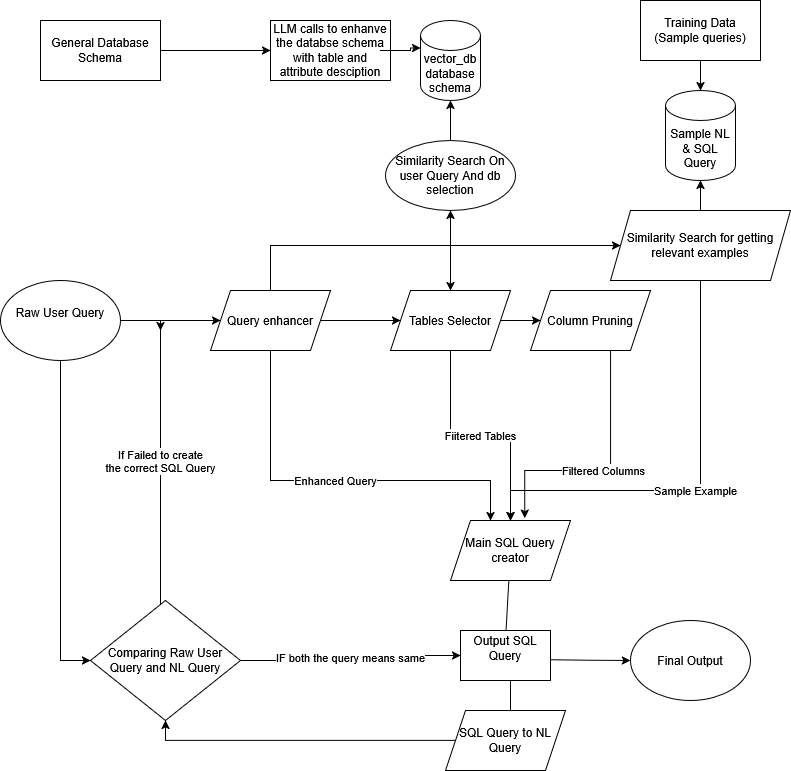 General Database
Schema
LLM calls to enhanve
the databse schema
with table and
attribute desciption
vector_db
database
schema
Training Data
(Sample queries)
Sample NL
& SQL
Query
Similarity Search On
user Query And db
selection
Similarity Search for getting
relevant examples
Raw User Query
Query enhancer
Tables Selector
Column Pruning
Fiitered Tables
If Failed to create
the correct SQL Query
Filtered Columns
Enhanced Query
Sample Example
Main SQL Query
creator
Comparing Raw User
Query and NL Query
IF both the query means same
Output SQL
Query
Final Output
SQL Query to NL
Query